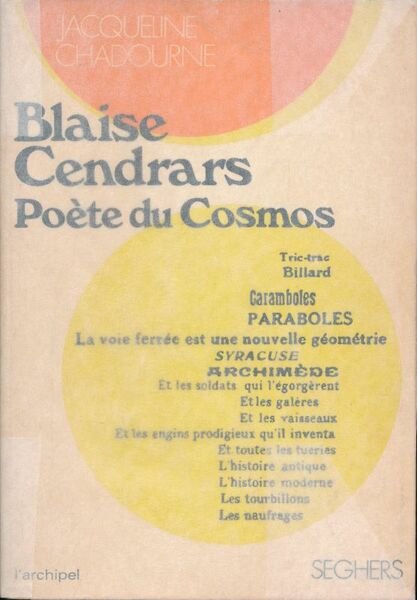 JACQUELINE
CHADOURNE
Blaise
Cendrars
Poète du Cosmos
Tric-trac
Billard
Caramboles
PARABOLES
La voie ferrée est une nouvelle géométrie
SYRACUSE
ARCHIMÈDE
Et les soldats qui l'égorgèrent
Et les galères
Et les vaisseaux
Et les engins prodigieux qu'il inventa
Et toutes les tueries
L'histoire antique
L'histoire moderne
Les tourbillons
Les naufrages
l'archipel
SEGHERS